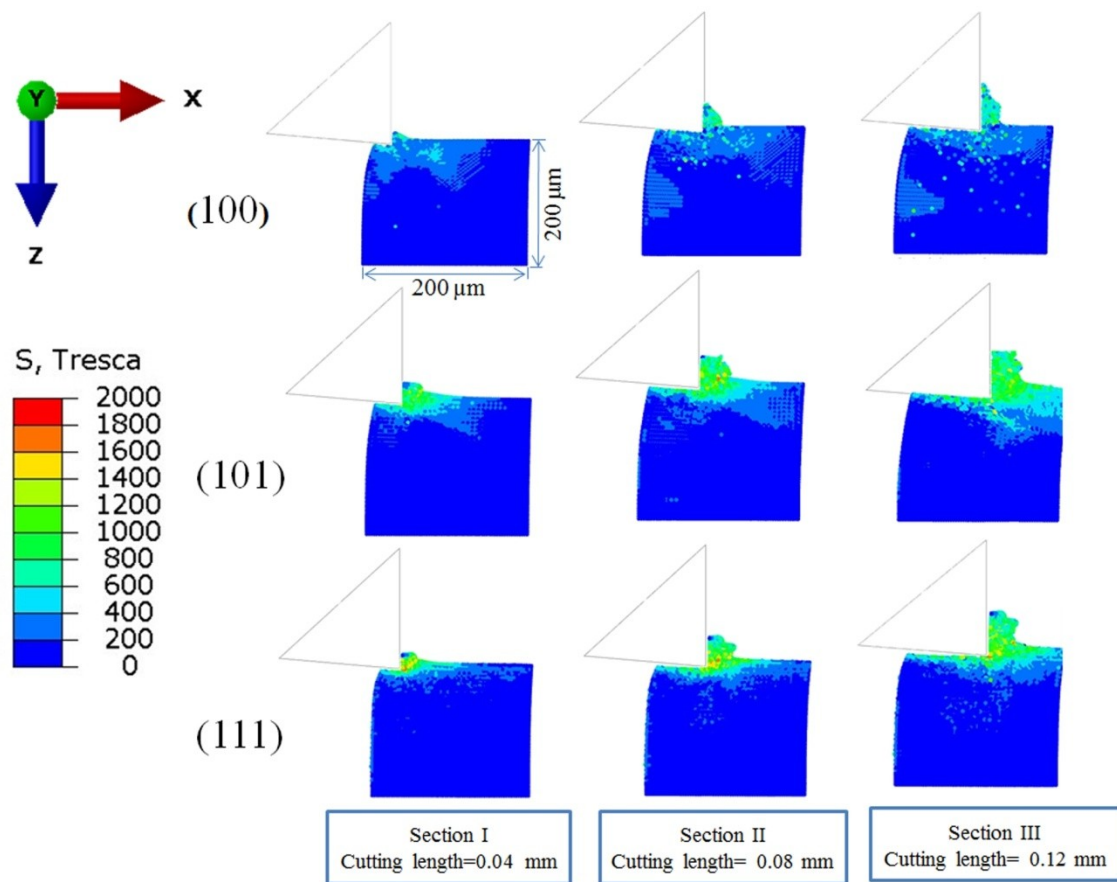 Y
X
Z
(100)
200 µm
200 µm
S, Tresca
2000
1800
1600
1400
1200
1000
800
600
400
200
0
(101)
(111)
Section I
Cutting length=0.04 mm
Section II
Cutting length= 0.08 mm
Section III
Cutting length= 0.12 mm